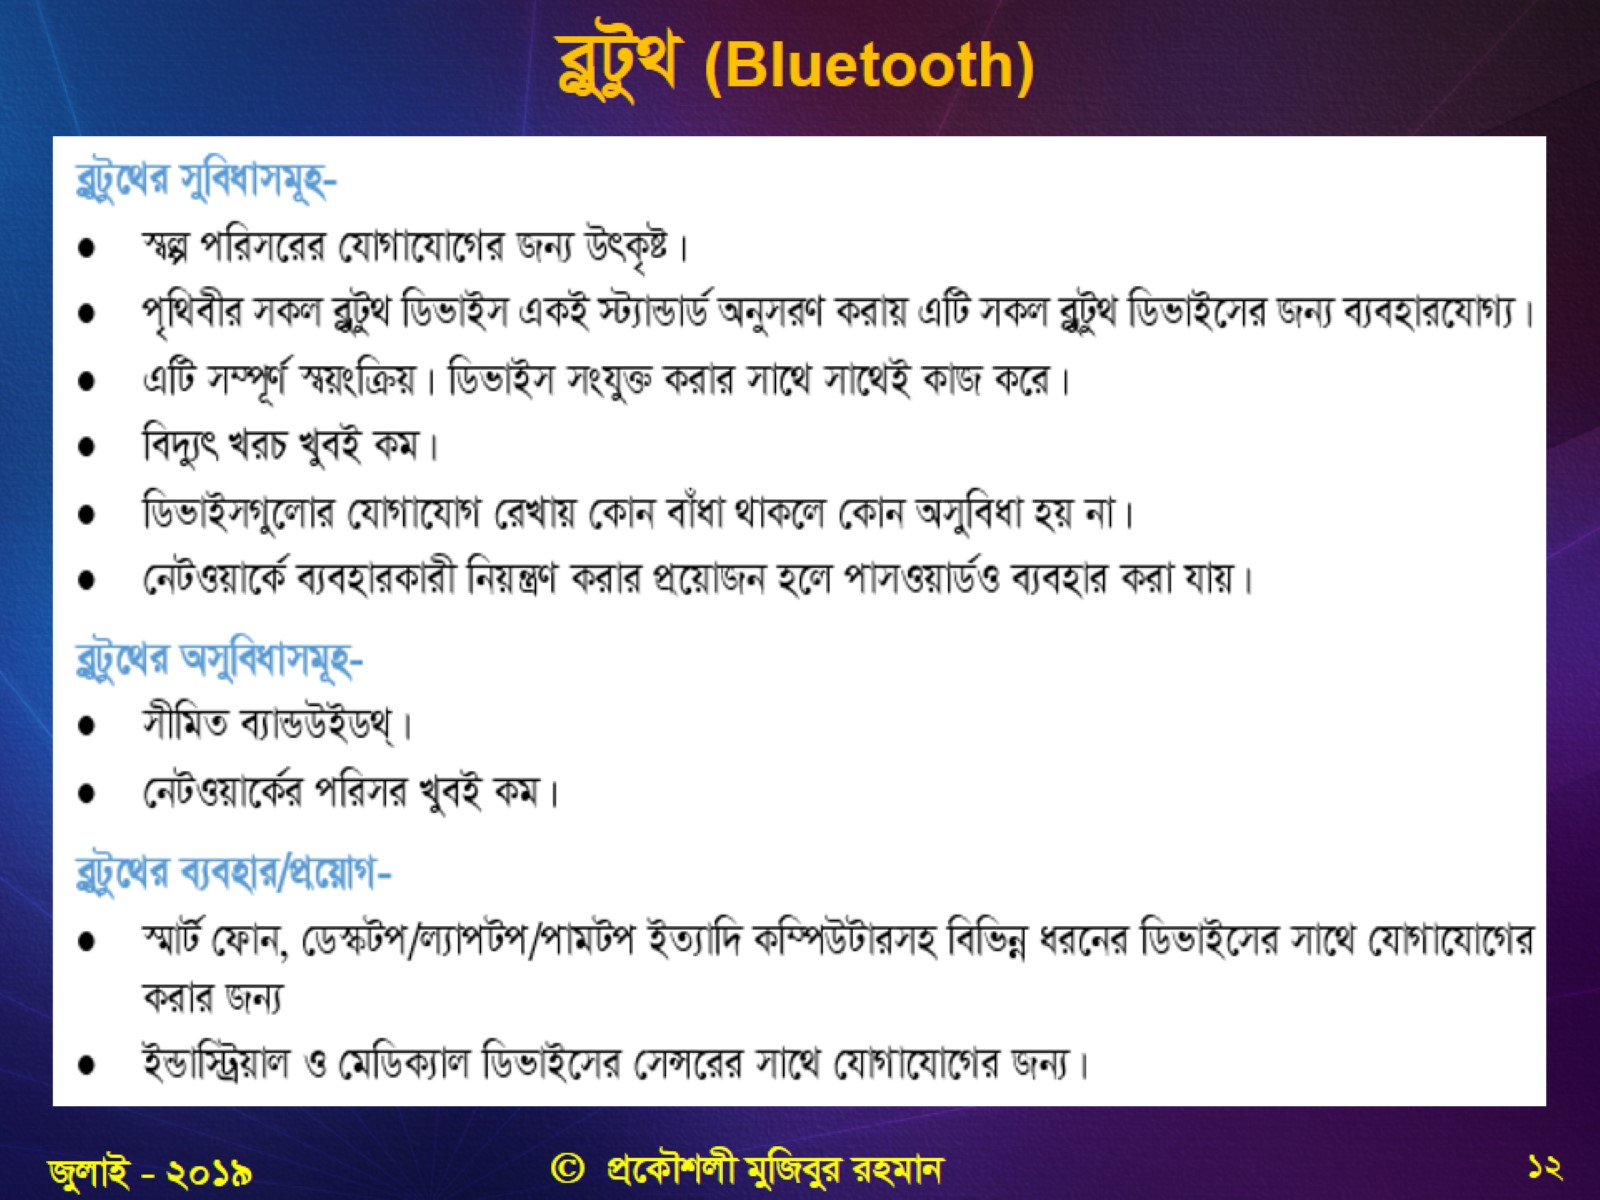 ব্লুটুথ (Bluetooth)
ব্লুটুথের সুবিধাসমূহ-
● স্বল্প পরিসরের যোগাযোগের জন্য উৎকৃষ্ট।
● পৃথিবীর সকল ব্লুটুথ ডিভাইস একই স্ট্যান্ডার্ড অনুসরণ করায় এটি সকল ব্লুটুথ ডিভাইসের জন্য ব্যবহারযোগ্য।
● এটি সম্পূর্ণ স্বয়ংক্রিয়। ডিভাইস সংযুক্ত করার সাথে সাথেই কাজ করে।
● বিদ্যুৎ খরচ খুবই কম।
● ডিভাইসগুলোর যোগাযোগ রেখায় কোন বাঁধা থাকলে কোন অসুবিধা হয় না।
● নেটওয়ার্কে ব্যবহারকারী নিয়ন্ত্রণ করার প্রয়োজন হলে পাসওয়ার্ডও ব্যবহার করা যায়।
ব্লুটুথের অসুবিধাসমূহ-
● সীমিত ব্যান্ডউইডথ্।
● নেটওয়ার্কের পরিসর খুবই কম।
ব্লুটুথের ব্যবহার/প্রয়োগ-
● স্মার্ট ফোন, ডেস্কটপ/ল্যাপটপ/পামটপ ইত্যাদি কম্পিউটারসহ বিভিন্ন ধরনের ডিভাইসের সাথে যোগাযোগের
করার জন্য
● ইন্ডাস্ট্রিয়াল ও মেডিক্যাল ডিভাইসের সেন্সরের সাথে যোগাযোগের জন্য।
জুলাই - ২০১৯ © প্রকৌশলী মুজিবুর রহমান ১২